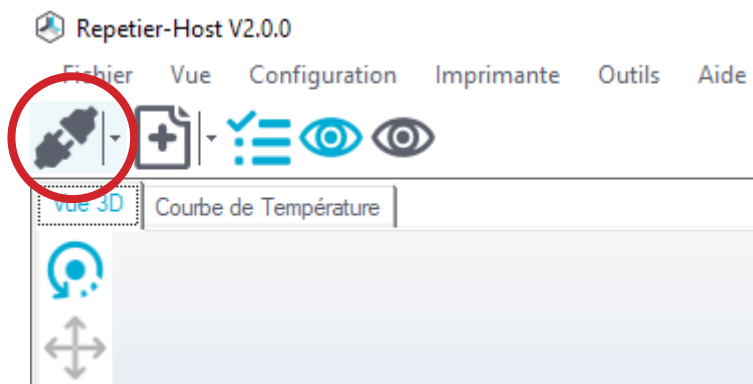 Repetier-Host V2.0.0
Fichier Vue Configuration Imprimante Outils Aide
Vue 3D Courbe de Température